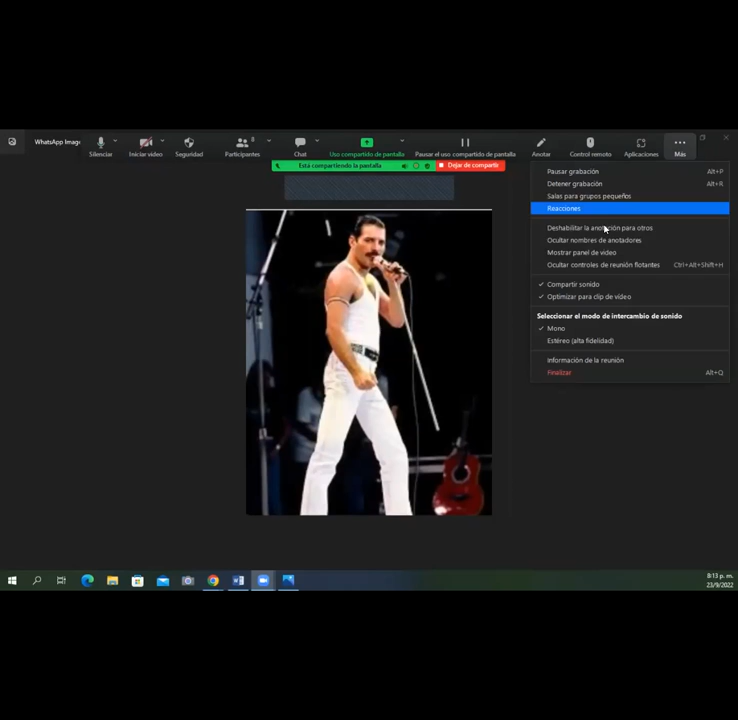 WhatsApp Imag
Silenciar
Iniciar video
Seguridad
8
Participantes
Chat
Uso compartido de pantalla
Pausar el uso compartido de pantalla
Anotar
Control remoto
Aplicaciones
Más
Está compartiendo la pantalla
Dejar de compartir
Pausar grabación Alt+P
Detener grabación Alt+R
Salas para grupos pequeños
Reacciones
Deshabilitar la anotación para otros
Ocultar nombres de anotadores
Mostrar panel de video
Ocultar controles de reunión flotantes Ctrl+Alt+Shift+H
Compartir sonido
Optimizar para clip de vídeo
Seleccionar el modo de intercambio de sonido
Mono
Estéreo (alta fidelidad)
Información de la reunión
Finalizar Alt+Q
8:13 p. m.
23/9/2022